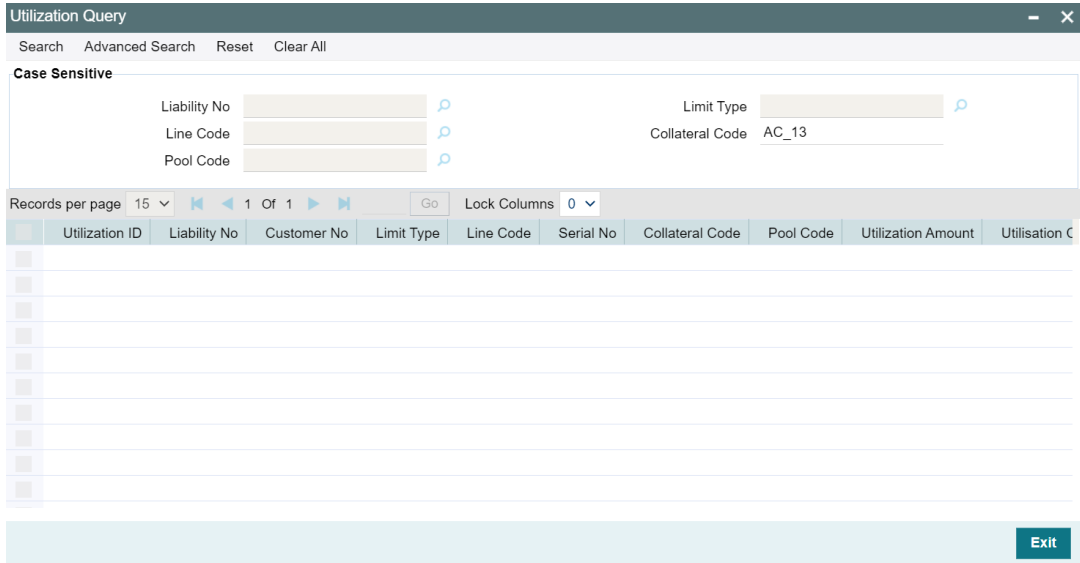 Utilization Query
Search Advanced Search Reset Clear All
Case Sensitive
Liability No Limit Type
Line Code Collateral Code AC_13
Pool Code
Records per page 15 1 Of 1 Go Lock Columns 0
Utilization ID Liability No Customer No Limit Type Line Code Serial No Collateral Code Pool Code Utilization Amount Utilisation
Exit